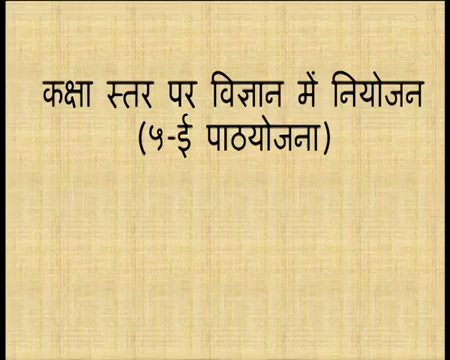 कक्षा स्तर पर विज्ञान में नियोजन
(५-ई पाठयोजना)